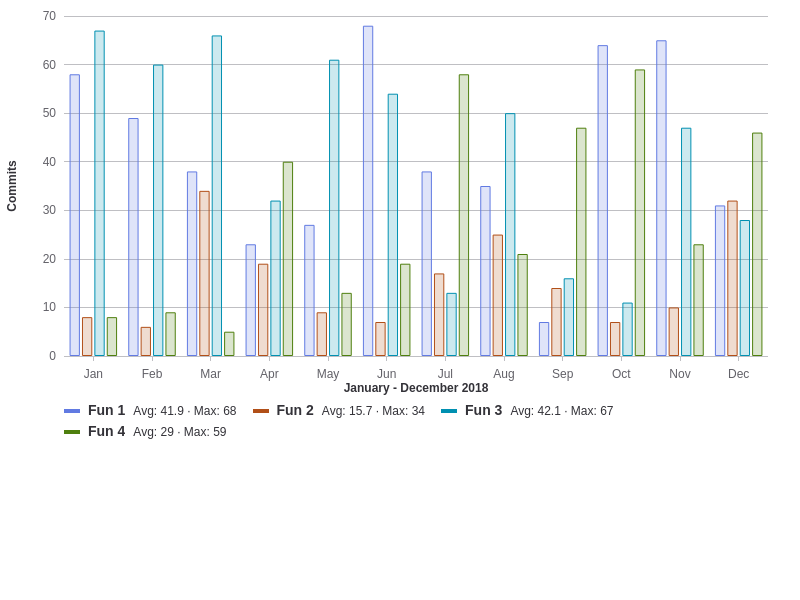 70
60
50
40
30
20
10
0
Commits
Jan Feb Mar Apr May Jun Jul Aug Sep Oct Nov Dec
January - December 2018
Fun 1 Avg: 41.9 · Max: 68 Fun 2 Avg: 15.7 · Max: 34 Fun 3 Avg: 42.1 · Max: 67
Fun 4 Avg: 29 · Max: 59